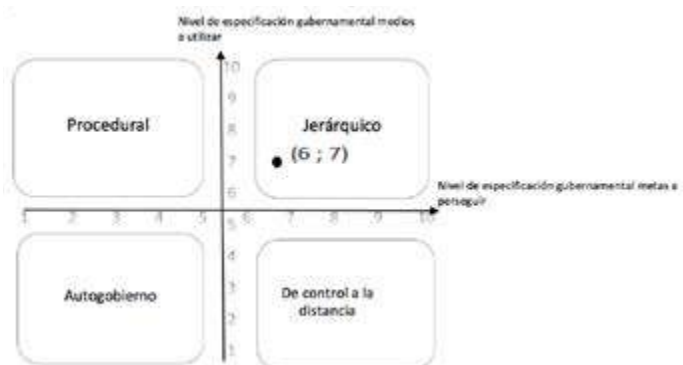 Nivel de especificación gubernamental medios
a utilizar
10
9
8
7
6
Procedural
Jerárquico
(6 ; 7)
Nivel de especificación gubernamental metas a
perseguir
1 2 3 4 5 6 7 8 9 10
5
4
3
2
1
Autogobierno
De control a la
distancia